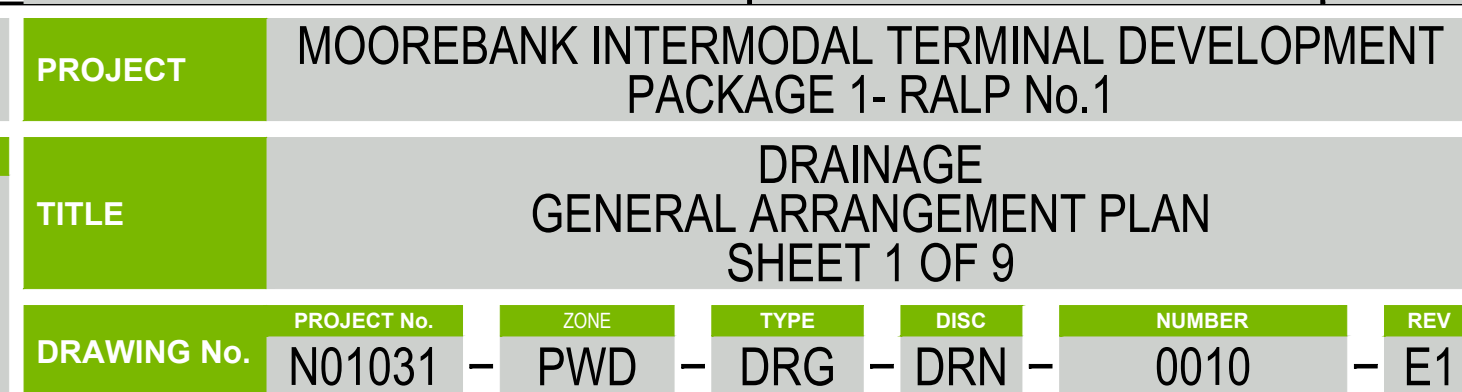 PROJECT
MOOREBANK INTERMODAL TERMINAL DEVELOPMENT
PACKAGE 1- RALP No.1
TITLE
DRAINAGE
GENERAL ARRANGEMENT PLAN
SHEET 1 OF 9
DRAWING No.
PROJECT No. ZONE TYPE DISC NUMBER REV
N01031 – PWD – DRG – DRN – 0010 – E1